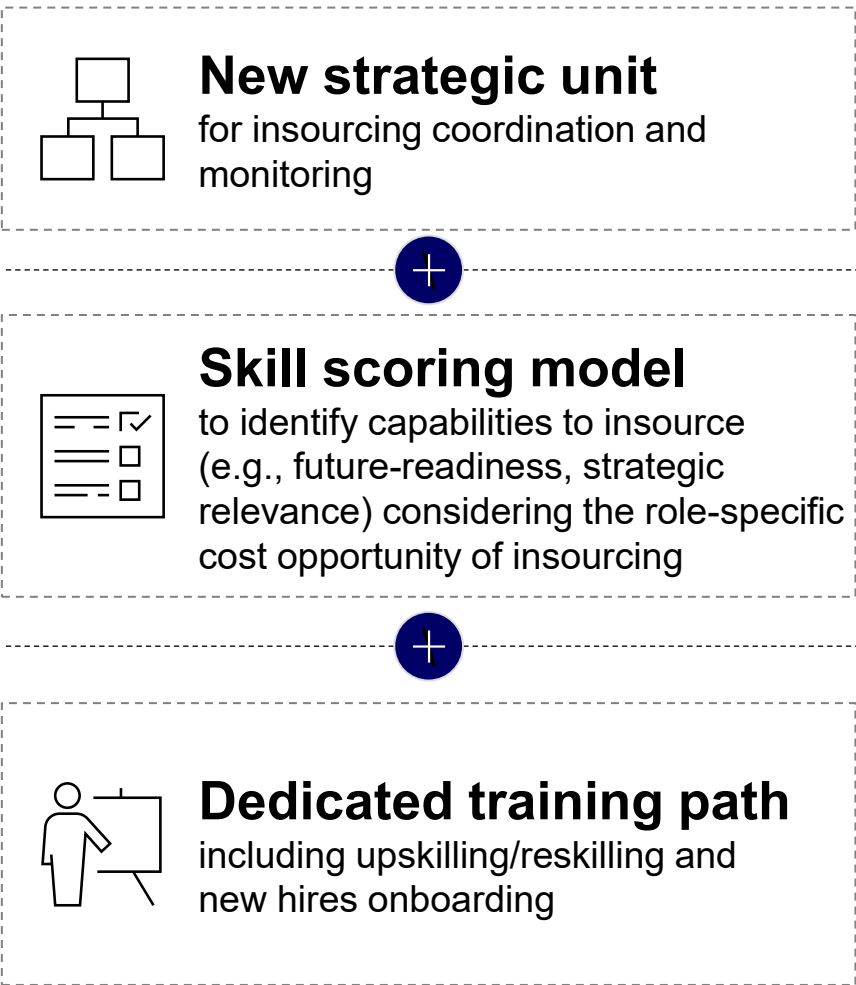 New strategic unit
for insourcing coordination and
monitoring
Skill scoring model
to identify capabilities to insource
(e.g., future-readiness, strategic
relevance) considering the role-specific
cost opportunity of insourcing
Dedicated training path
including upskilling/reskilling and
new hires onboarding